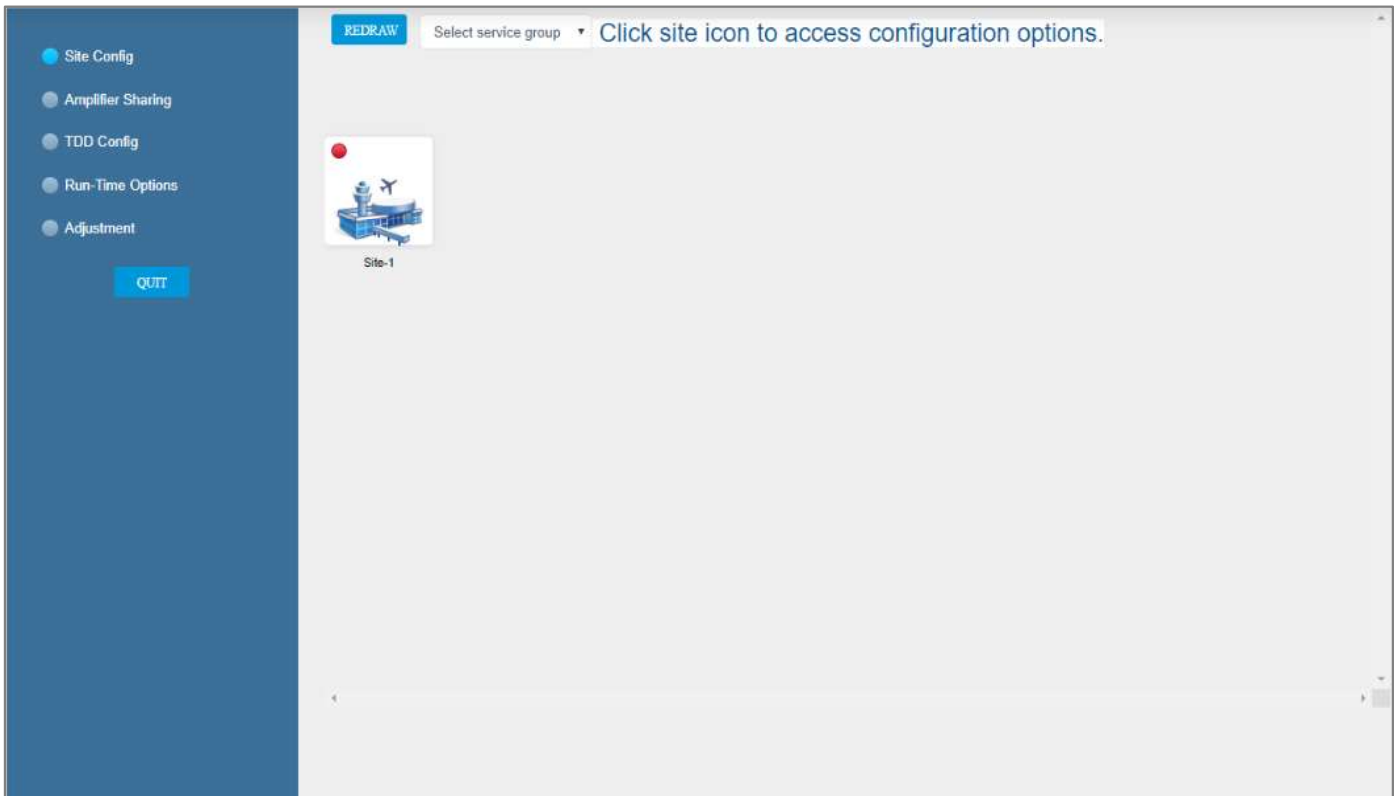 Site Config
Amplifier Sharing
TDD Config
Run-Time Options
Adjustment
QUIT
REDRAW
Select service group
Click site icon to access configuration options.
Site-1